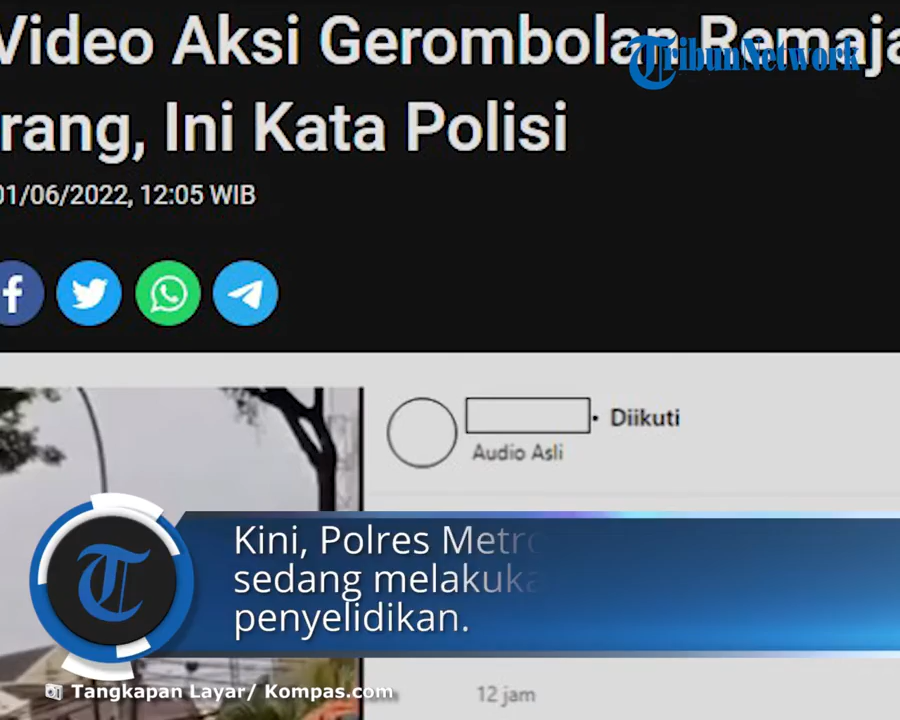 Video Aksi Gerombolan Remaja
TribunNetwork
rang, Ini Kata Polisi
01/06/2022, 12:05 WIB
Diikuti
Audio Asli
Kini, Polres Metro
sedang melakuka
penyelidikan.
Tangkapan Layar/ Kompas.com
12 jam